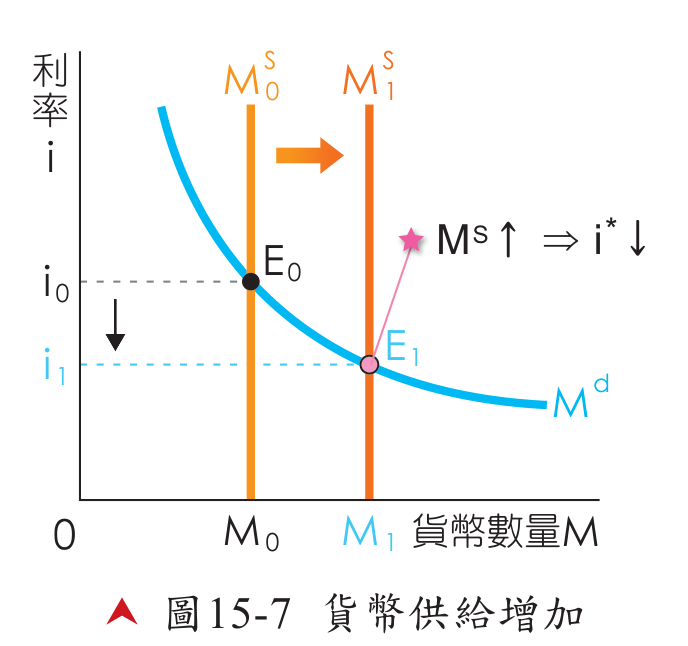 利率 i
M₀ˢ
M₁ˢ
Mˢ↑ ⇒ i*↓
E₀
i₀
E₁
i₁
Mᵈ
0
M₀
M₁
貨幣數量M
圖15-7 貨幣供給增加